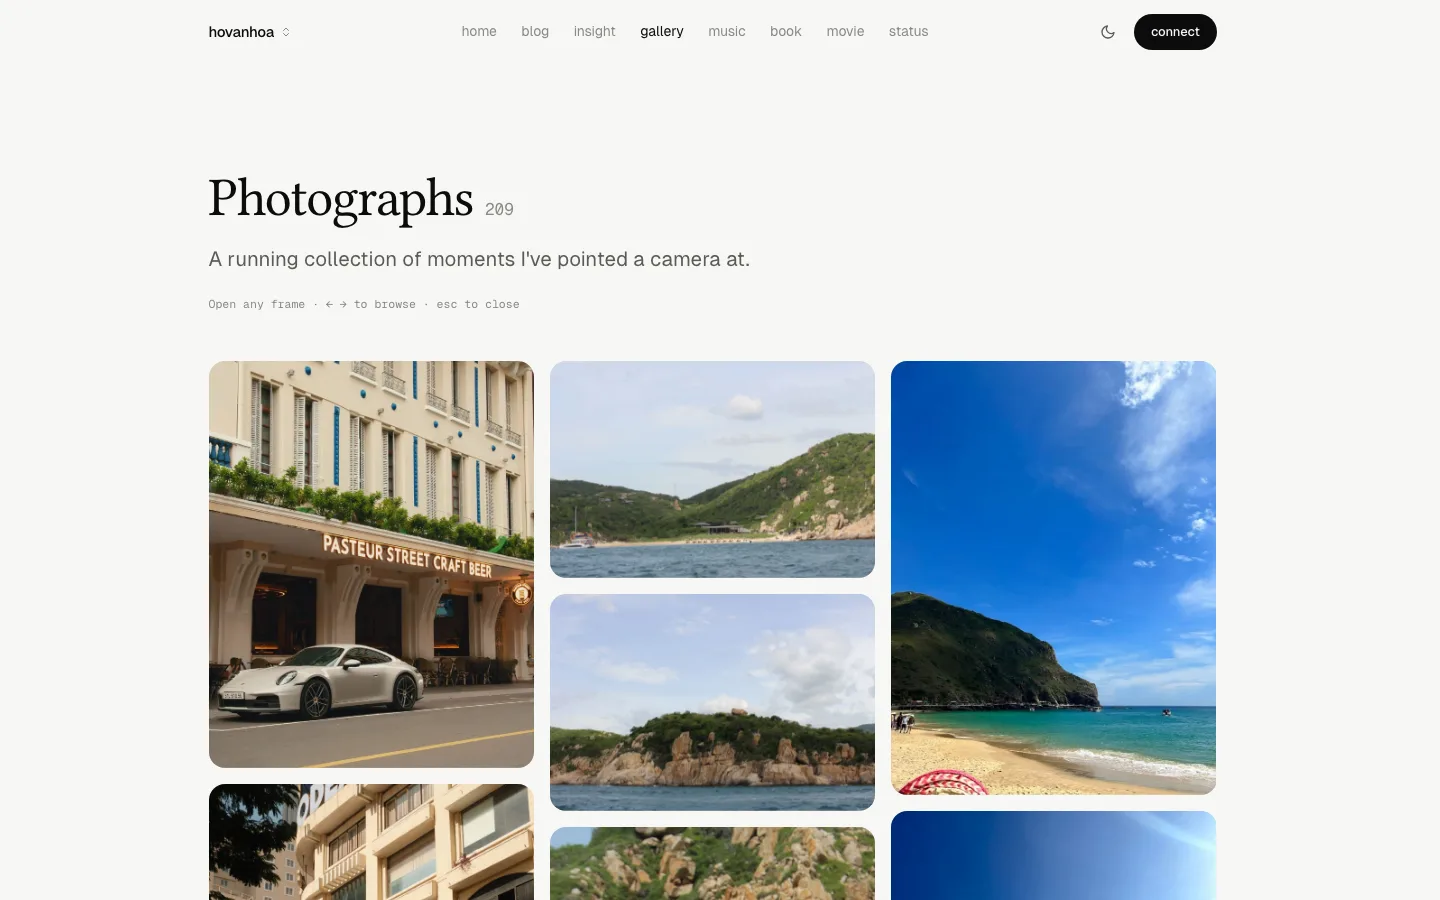 hovanhoa
home blog insight gallery music book movie status
connect
Photographs 209
A running collection of moments I've pointed a camera at.
Open any frame · ← → to browse · esc to close
PASTEUR STREET CRAFT BEER